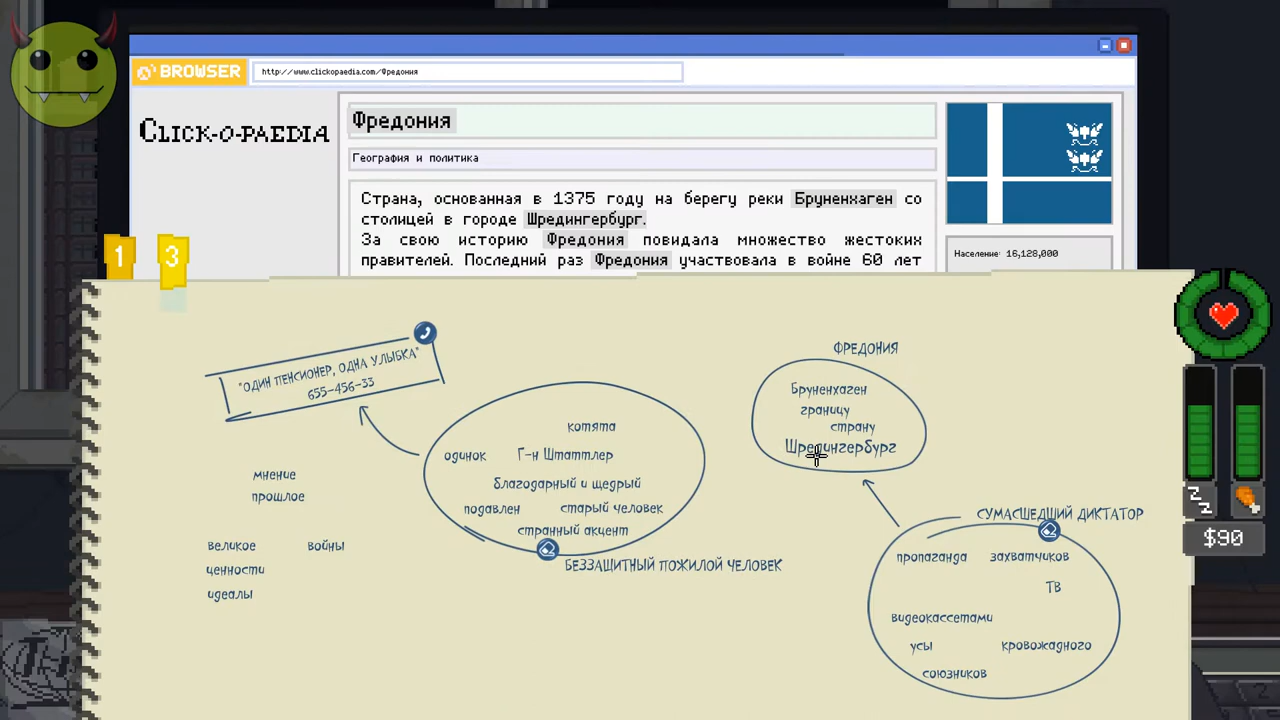 BROWSER
http://www.clickopaedia.com/Фредония
CLICK-O-PAEDIA
Фредония
География и политика
Страна, основанная в 1375 году на берегу реки Бруненхаген со
столицей в городе Шредингербург.
За свою историю Фредония повидала множество жестоких
правителей. Последний раз Фредония участвовала в войне 60 лет
Население: 16,128,000
1 3
"ОДИН ПЕНСИОНЕР, ОДНА УЛЫБКА"
655-456-33
ФРЕДОНИЯ
Бруненхаген
границу
страну
Шредингербург
котята
одинок Г-н Штаттлер
благодарный и щедрый
подавлен старый человек
странный акцент
БЕЗЗАЩИТНЫЙ ПОЖИЛОЙ ЧЕЛОВЕК
мнение
прошлое
великое войны
ценности
идеалы
СУМАСШЕДШИЙ ДИКТАТОР
пропаганда захватчиков
ТВ
видеокассетами
усы кровожадного
союзников
z z z
$90